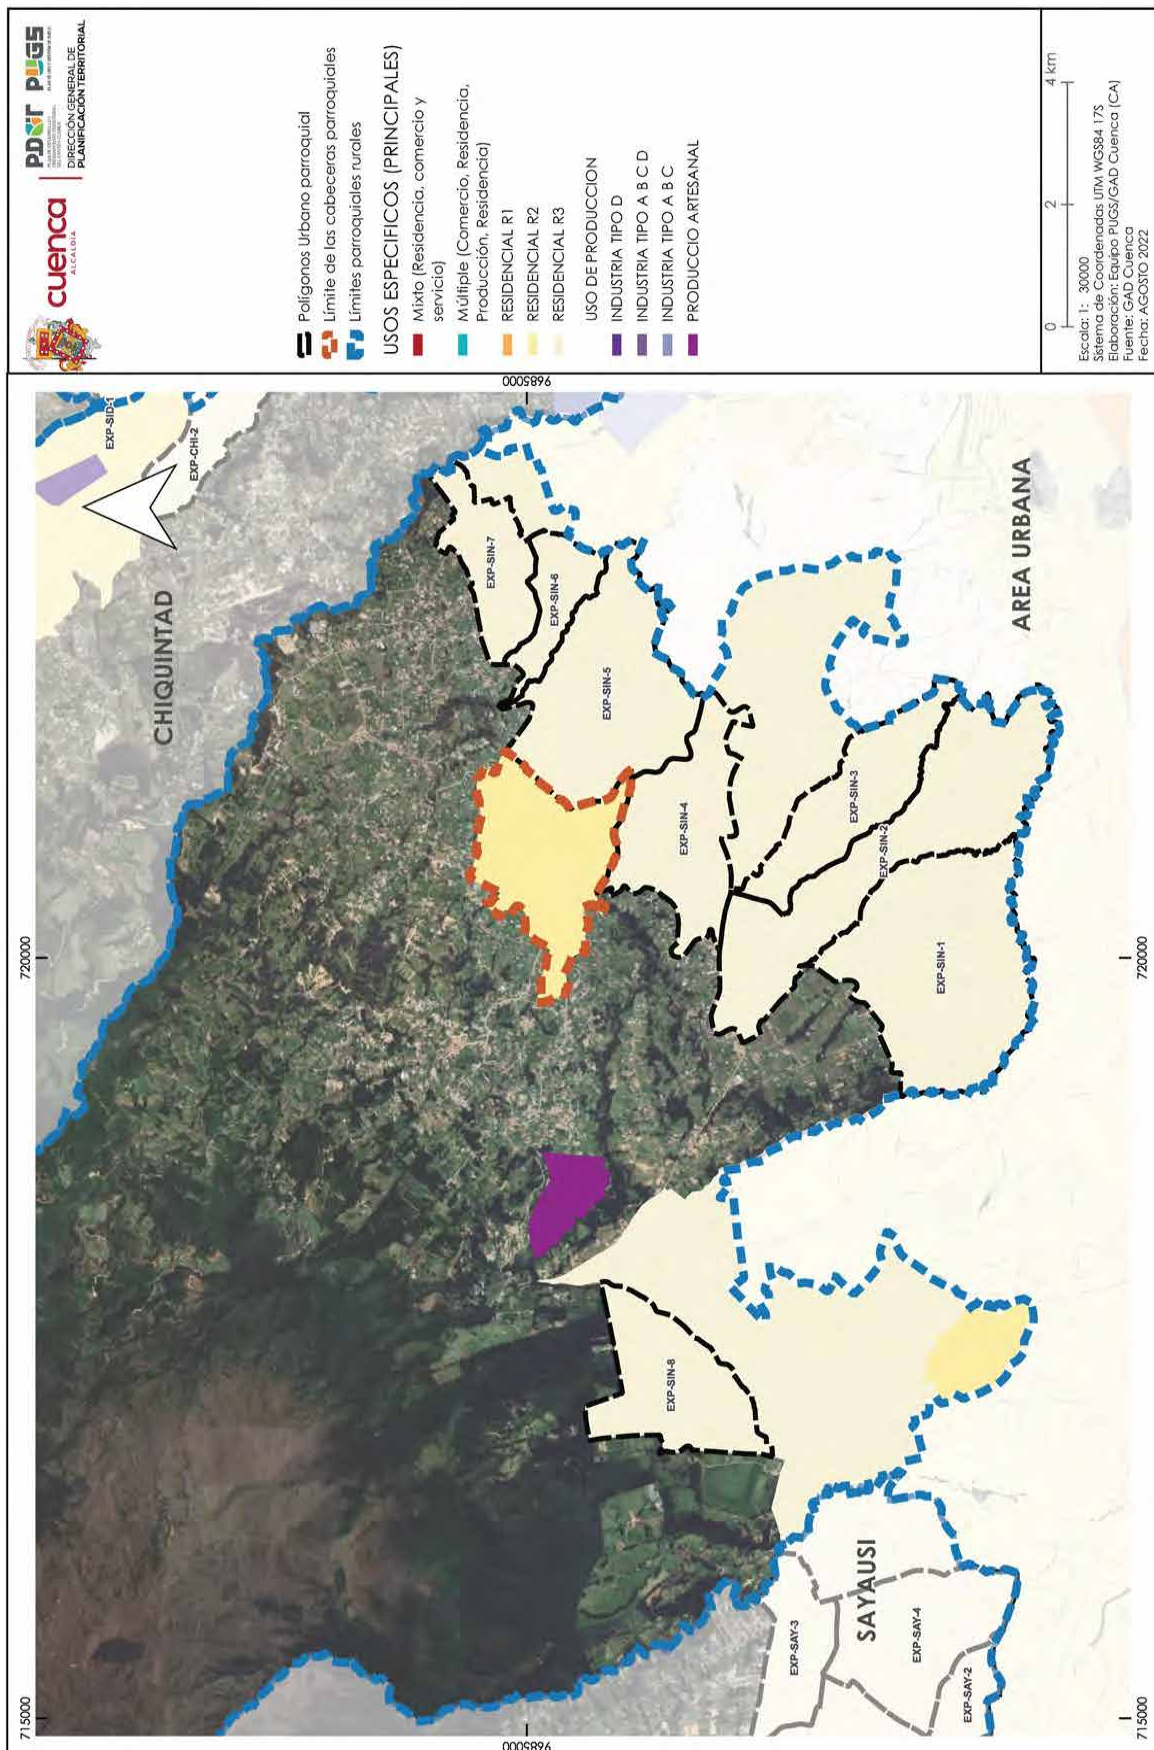 cuenca
ALCALDÍA
PDOT PUGS
DIRECCIÓN GENERAL DE
PLANIFICACIÓN TERRITORIAL
Polígonos Urbano parroquial
Límite de las cabeceras parroquiales
Límites parroquiales rurales
USOS ESPECIFICOS (PRINCIPALES)
Mixto (Residencia, comercio y
servicio)
Múltiple (Comercio, Residencia,
Producción, Residencia)
RESIDENCIAL R1
RESIDENCIAL R2
RESIDENCIAL R3
USO DE PRODUCCION
INDUSTRIA TIPO D
INDUSTRIA TIPO A B C D
INDUSTRIA TIPO A B C
PRODUCCIO ARTESANAL
0 2 4 km
Escala: 1: 30000
Sistema de Coordenadas UTM WGS84 17S
Elaboración: Equipo PUGS/GAD Cuenca (CA)
Fuente: GAD Cuenca
Fecha: AGOSTO 2022
715000
720000
9685000
9685000
715000
720000
CHIQUINTAD
EXP-SID-1
EXP-CHI-2
EXP-SIN-7
EXP-SIN-6
EXP-SIN-5
EXP-SIN-4
EXP-SIN-3
EXP-SIN-2
EXP-SIN-1
EXP-SIN-8
AREA URBANA
SAYAUSI
EXP-SAY-3
EXP-SAY-4
EXP-SAY-2